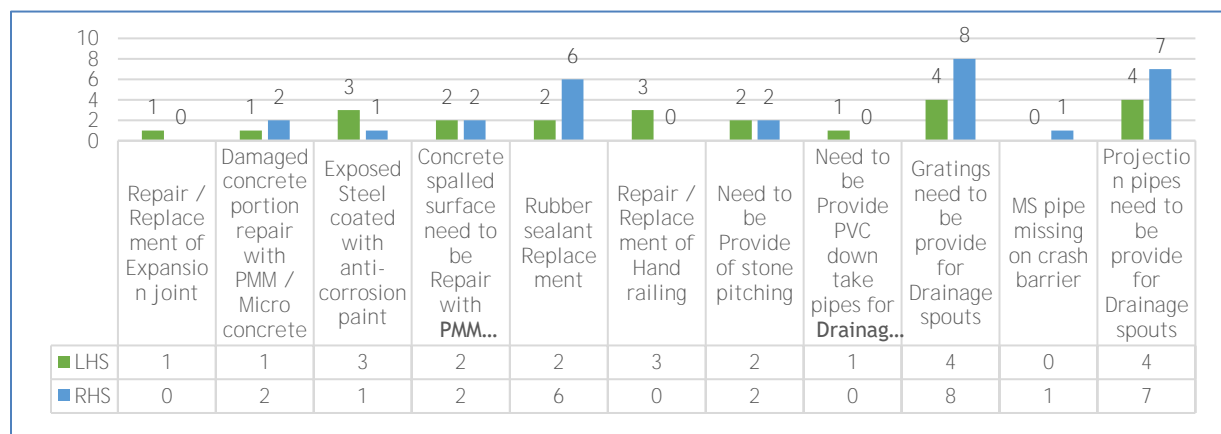 10
8
6
4
2
0
1
0
1
2
3
1
2
2
2
6
3
0
2
2
1
0
4
8
0
1
4
7
Repair /
Replace
ment of
Expansio
n joint
Damaged
concrete
portion
repair
with
PMM /
Micro
concrete
Exposed
Steel
coated
with
anti-
corrosion
paint
Concrete
spalled
surface
need to
be
Repair
with
PMM...
Rubber
sealant
Replace
ment
Repair /
Replace
ment of
Hand
railing
Need to
be
Provide
of stone
pitching
Need to
be
Provide
PVC
down
take
pipes for
Drainag...
Gratings
need to
be
provide
for
Drainage
spouts
MS pipe
missing
on crash
barrier
Projectio
n pipes
need to
be
provide
for
Drainage
spouts
LHS 1 1 3 2 2 3 2 1 4 0 4
RHS 0 2 1 2 6 0 2 0 8 1 7